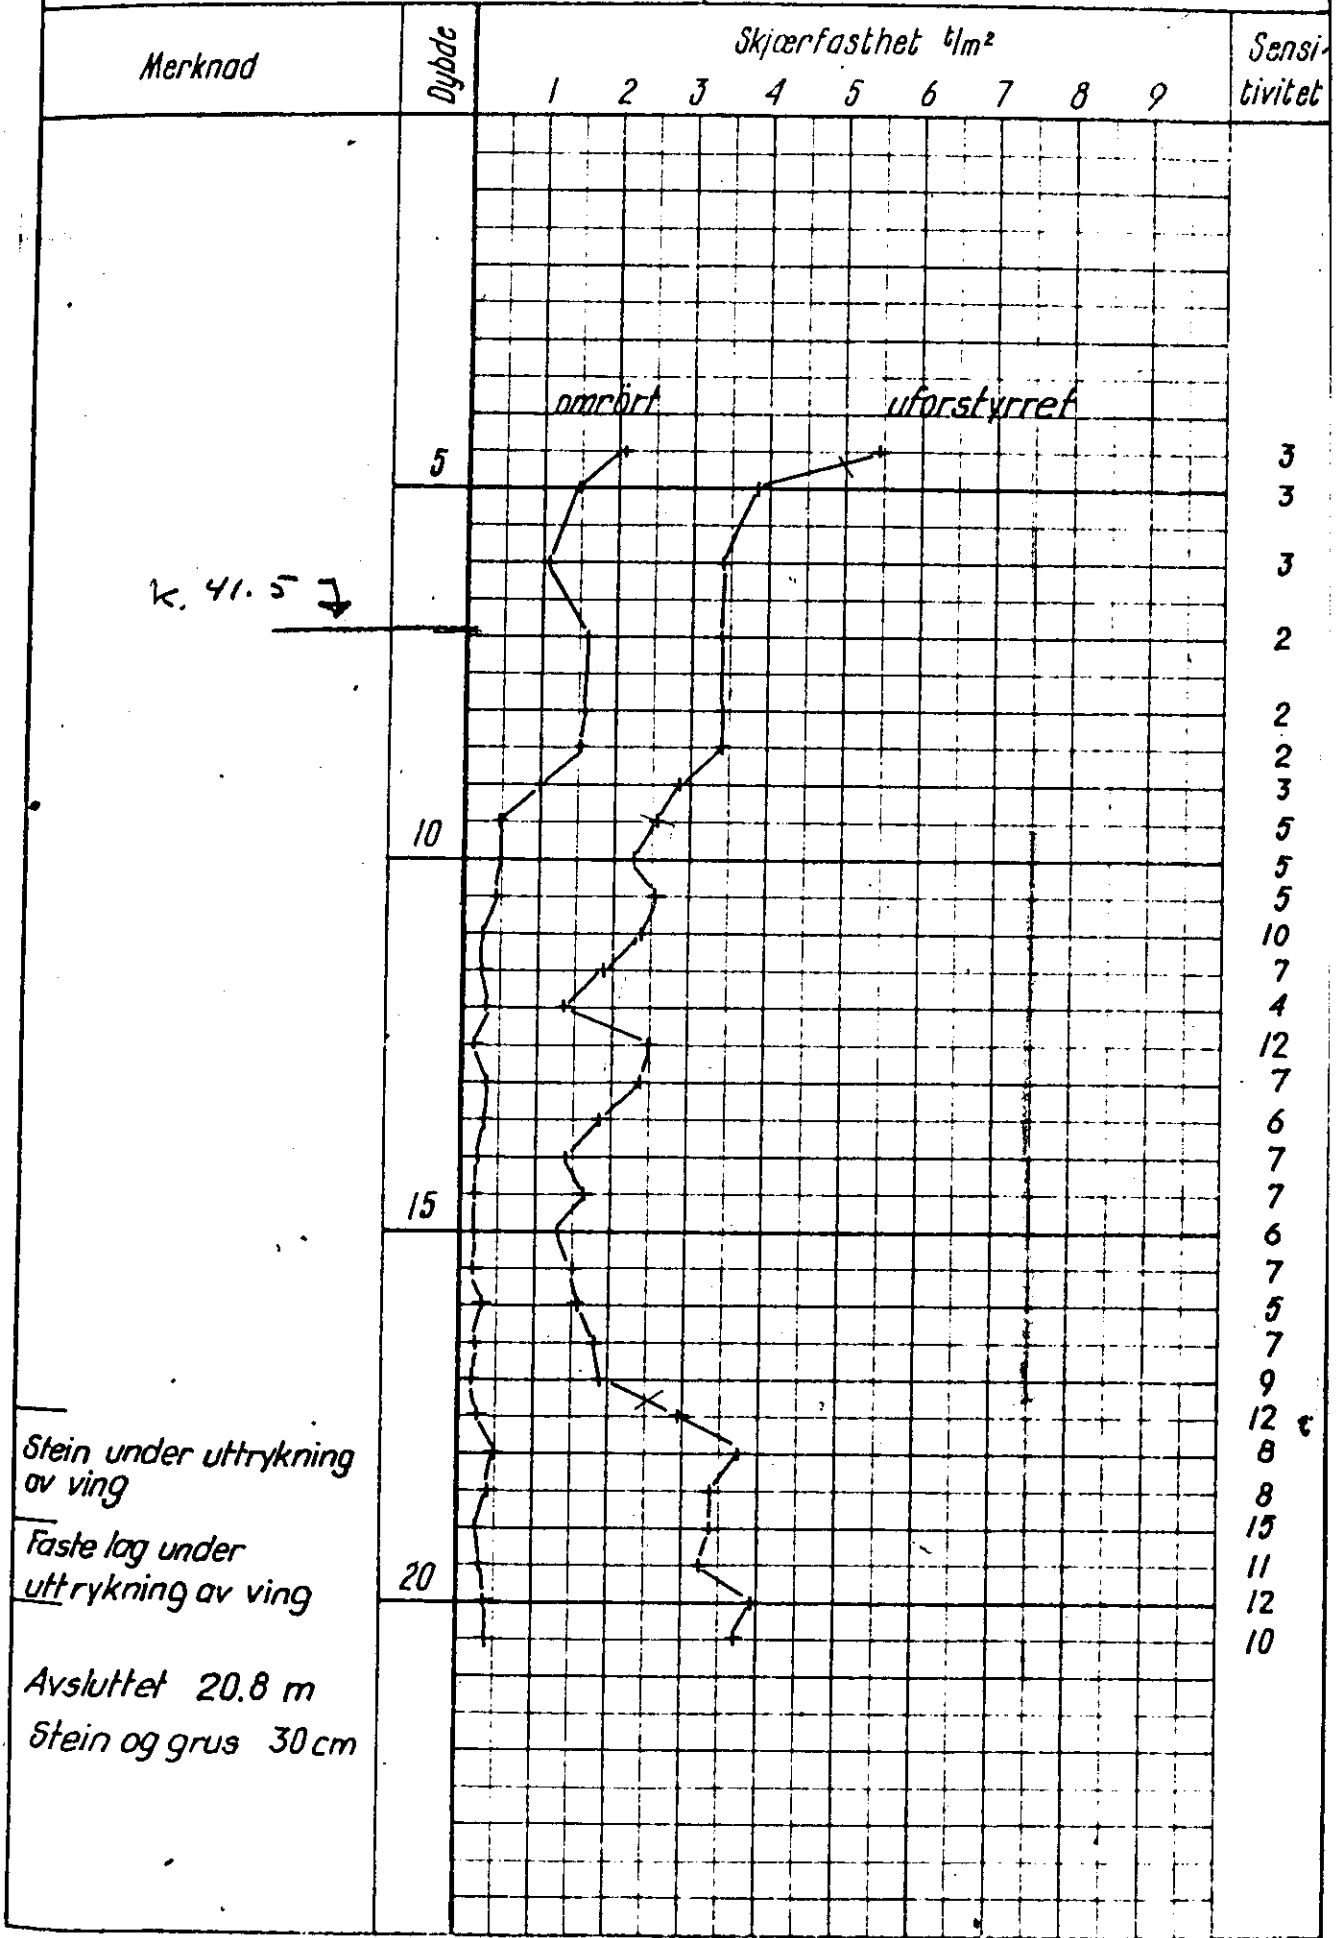 Merknad
Dybde
Skjærfasthet t/m²
Sensi-
tivitet
1 2 3 4 5 6 7 8 9
omrört
uforstyrret
3
5
3
3
k. 41.5
2
2
2
3
5
10
5
5
10
7
4
12
7
6
7
7
15
6
7
5
7
9
12
Stein under uttrykning
av ving
8
8
Faste lag under
uttrykning av ving
15
11
20
12
10
Avsluttet 20.8 m
Stein og grus 30 cm